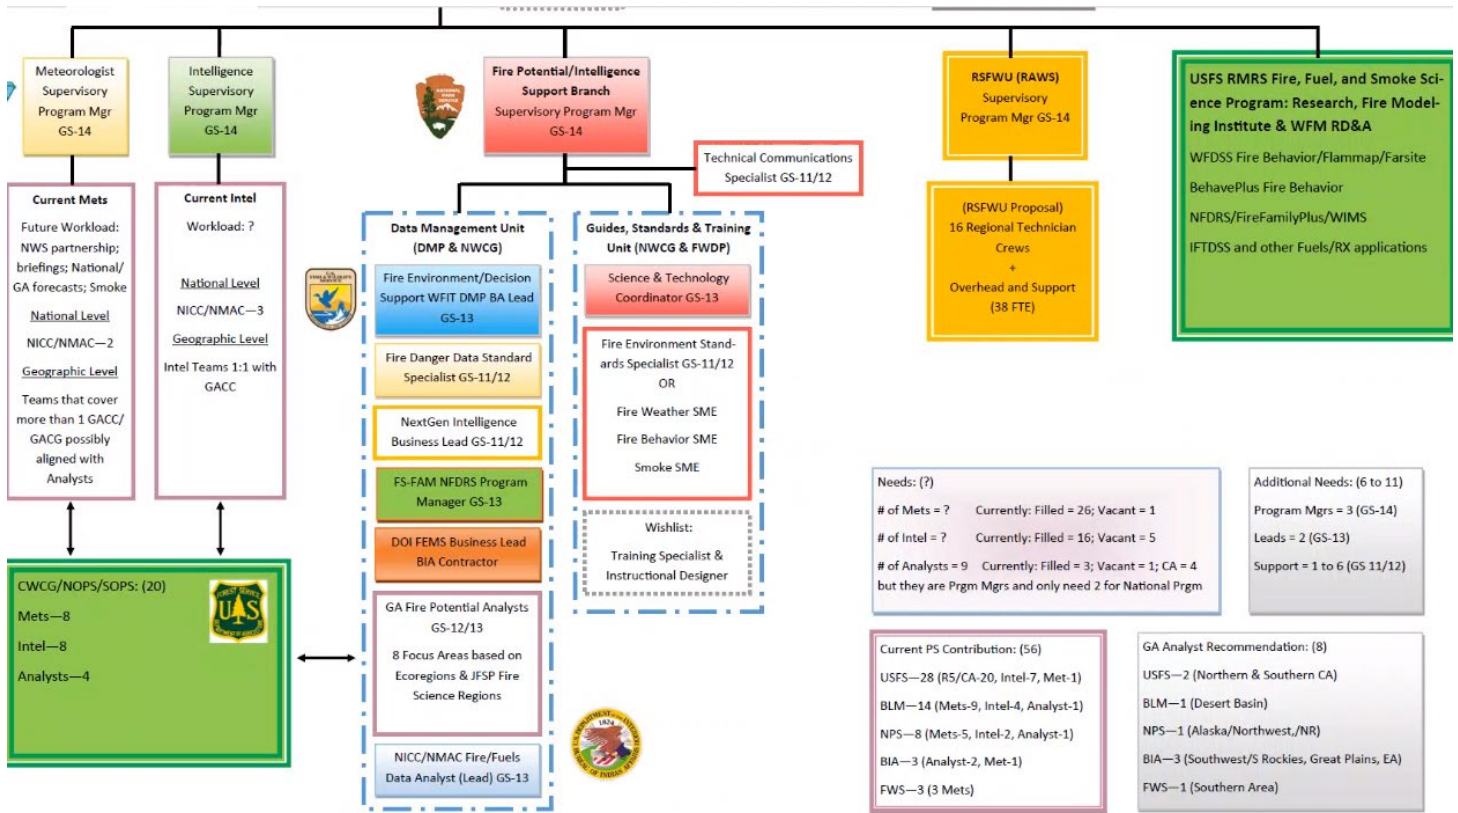 Meteorologist
Supervisory
Program Mgr
GS-14
Intelligence
Supervisory
Program Mgr
GS-14
NATIONAL
PARK
SERVICE
Fire Potential/Intelligence
Support Branch
Supervisory Program Mgr
GS-14
RSFWU (RAWS)
Supervisory
Program Mgr GS-14
USFS RMRS Fire, Fuel, and Smoke Sci-
ence Program: Research, Fire Model-
ing Institute & WFM RD&A
WFDSS Fire Behavior/Flammap/Farsite
BehavePlus Fire Behavior
NFDRS/FireFamilyPlus/WIMS
IFTDSS and other Fuels/RX applications
Technical Communications
Specialist GS-11/12
Current Mets
Future Workload:
NWS partnership;
briefings; National/
GA forecasts; Smoke
National Level
NICC/NMAC—2
Geographic Level
Teams that cover
more than 1 GACC/
GACG possibly
aligned with
Analysts
Current Intel
Workload: ?
National Level
NICC/NMAC—3
Geographic Level
Intel Teams 1:1 with
GACC
Data Management Unit
(DMP & NWCG)
Fire Environment/Decision
Support WFIT DMP BA Lead
GS-13
Fire Danger Data Standard
Specialist GS-11/12
NextGen Intelligence
Business Lead GS-11/12
FS-FAM NFDRS Program
Manager GS-13
DOI FEMS Business Lead
BIA Contractor
GA Fire Potential Analysts
GS-12/13
8 Focus Areas based on
Ecoregions & JFSP Fire
Science Regions
NICC/NMAC Fire/Fuels
Data Analyst (Lead) GS-13
Guides, Standards & Training
Unit (NWCG & FWDP)
Science & Technology
Coordinator GS-13
Fire Environment Stand-
ards Specialist GS-11/12
OR
Fire Weather SME
Fire Behavior SME
Smoke SME
Wishlist:
Training Specialist &
Instructional Designer
(RSFWU Proposal)
16 Regional Technician
Crews
+
Overhead and Support
(38 FTE)
CWCG/NOPS/SOPS: (20)
Mets—8
Intel—8
Analysts—4
FOREST SERVICE
U S
Needs: (?)
# of Mets = ? Currently: Filled = 26; Vacant = 1
# of Intel = ? Currently: Filled = 16; Vacant = 5
# of Analysts = 9 Currently: Filled = 3; Vacant = 1; CA = 4
but they are Prgm Mgrs and only need 2 for National Prgm
Additional Needs: (6 to 11)
Program Mgrs = 3 (GS-14)
Leads = 2 (GS-13)
Support = 1 to 6 (GS 11/12)
Current PS Contribution: (56)
USFS—28 (R5/CA-20, Intel-7, Met-1)
BLM—14 (Mets-9, Intel-4, Analyst-1)
NPS—8 (Mets-5, Intel-2, Analyst-1)
BIA—3 (Analyst-2, Met-1)
FWS—3 (3 Mets)
GA Analyst Recommendation: (8)
USFS—2 (Northern & Southern CA)
BLM—1 (Desert Basin)
NPS—1 (Alaska/Northwest,/NR)
BIA—3 (Southwest/S Rockies, Great Plains, EA)
FWS—1 (Southern Area)